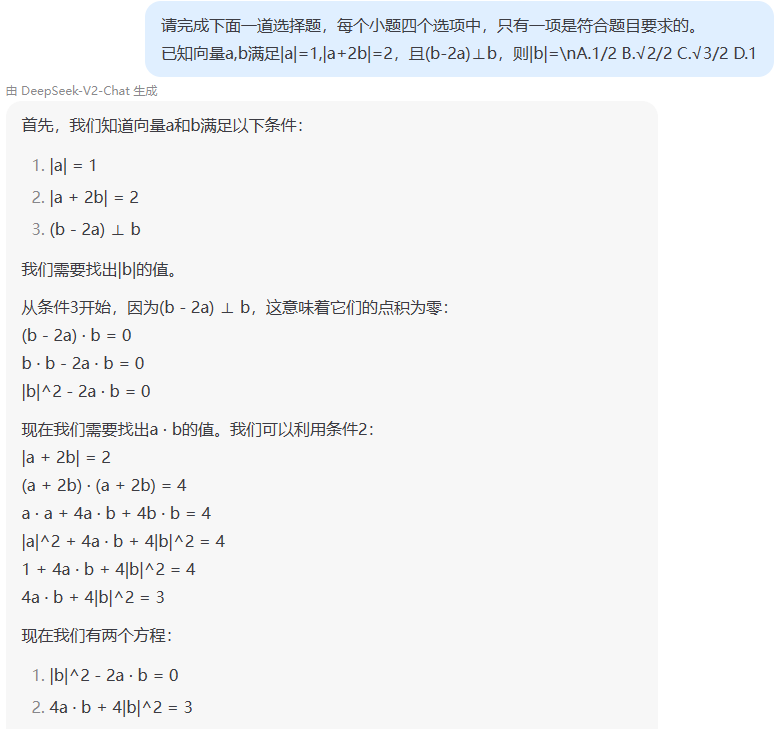 请完成下面一道选择题，每个小题四个选项中，只有一项是符合题目要求的。
已知向量a,b满足|a|=1,|a+2b|=2，且(b-2a)⊥b，则|b|=\nA.1/2 B.√2/2 C.√3/2 D.1
由 DeepSeek-V2-Chat 生成
首先，我们知道向量a和b满足以下条件：
1. |a| = 1
2. |a + 2b| = 2
3. (b - 2a) ⊥ b
我们需要找出|b|的值。
从条件3开始，因为(b - 2a) ⊥ b，这意味着它们的点积为零：
(b - 2a) · b = 0
b · b - 2a · b = 0
|b|^2 - 2a · b = 0
现在我们需要找出a · b的值。我们可以利用条件2：
|a + 2b| = 2
(a + 2b) · (a + 2b) = 4
a · a + 4a · b + 4b · b = 4
|a|^2 + 4a · b + 4|b|^2 = 4
1 + 4a · b + 4|b|^2 = 4
4a · b + 4|b|^2 = 3
现在我们有两个方程：
1. |b|^2 - 2a · b = 0
2. 4a · b + 4|b|^2 = 3